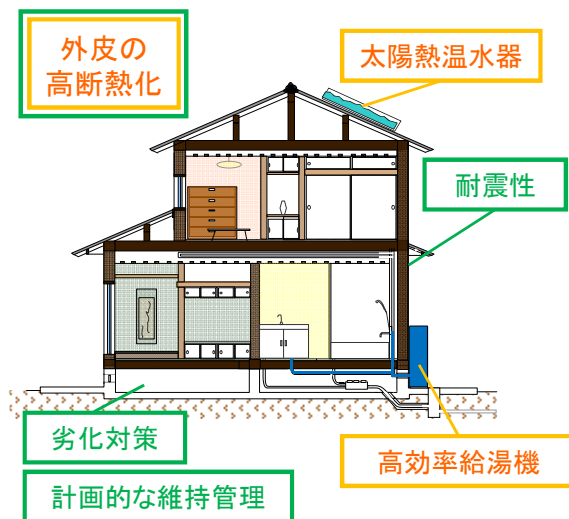 外皮の
高断熱化
太陽熱温水器
耐震性
劣化対策
高効率給湯機
計画的な維持管理